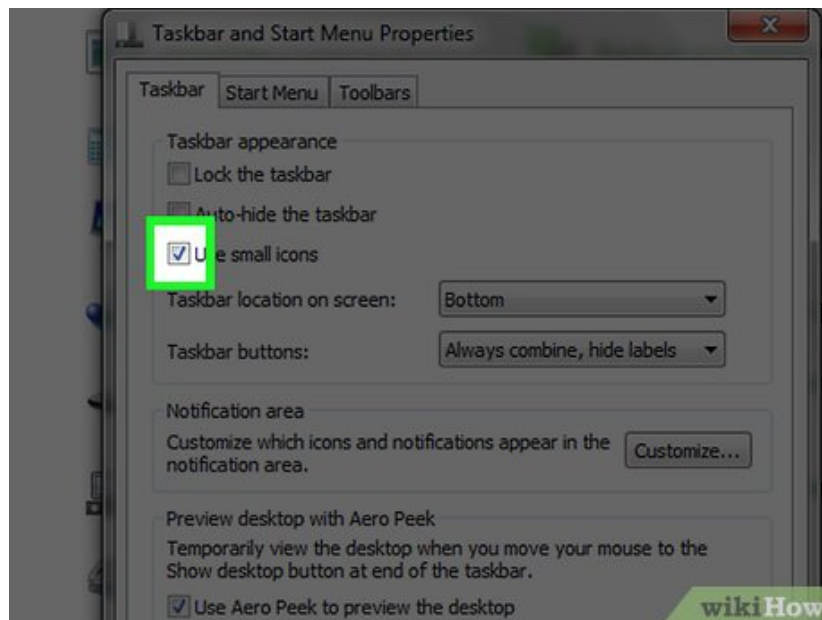 Taskbar and Start Menu Properties
Taskbar Start Menu Toolbars
Taskbar appearance
Lock the taskbar
Auto-hide the taskbar
Use small icons
Taskbar location on screen: Bottom
Taskbar buttons: Always combine, hide labels
Notification area
Customize which icons and notifications appear in the
notification area.
Customize...
Preview desktop with Aero Peek
Temporarily view the desktop when you move your mouse to the
Show desktop button at end of the taskbar.
Use Aero Peek to preview the desktop
wikiHow